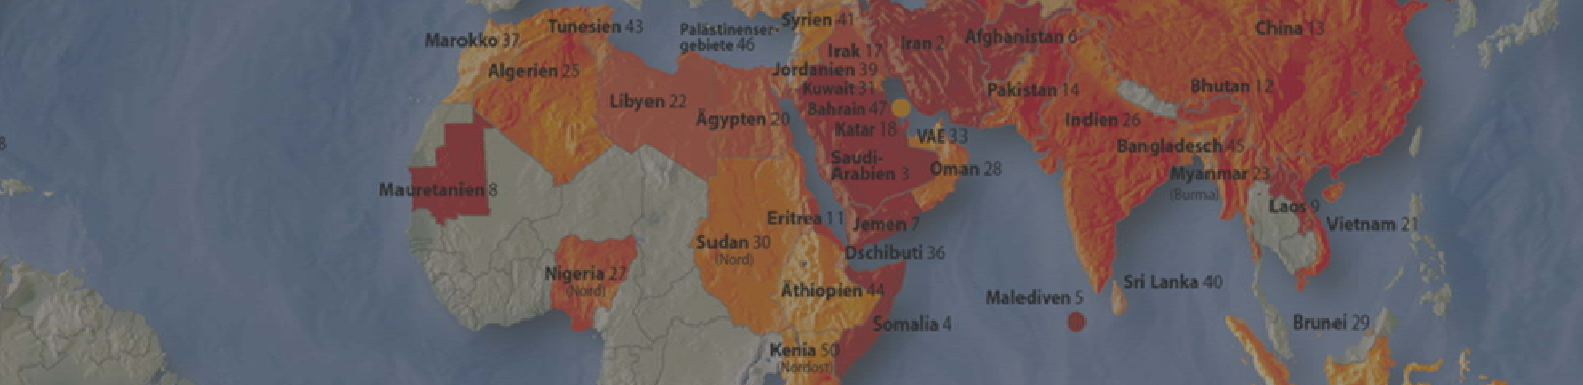 Tunesien 43
Marokko 37
Algerien 25
Palästinenser-
gebiete 46
Syrien 41
Irak 17
Iran 2
Afghanistan 6
China 13
Jordanien 39
Kuwait 31
Bahrain 47
Pakistan 14
Bhutan 12
Libyen 22
Ägypten 20
Katar 18
VAE 33
Indien 26
Bangladesch 45
8
Saudi-
Arabien 3
Oman 28
Myanmar 23
(Burma)
Mauretanien 8
Laos 9
Eritrea 11
Jemen 7
Vietnam 21
Sudan 30
(Nord)
Dschibuti 36
Nigeria 27
(Nord)
Äthiopien 44
Sri Lanka 40
Malediven 5
Somalia 4
Brunei 29
Kenia 50
(Nordost)